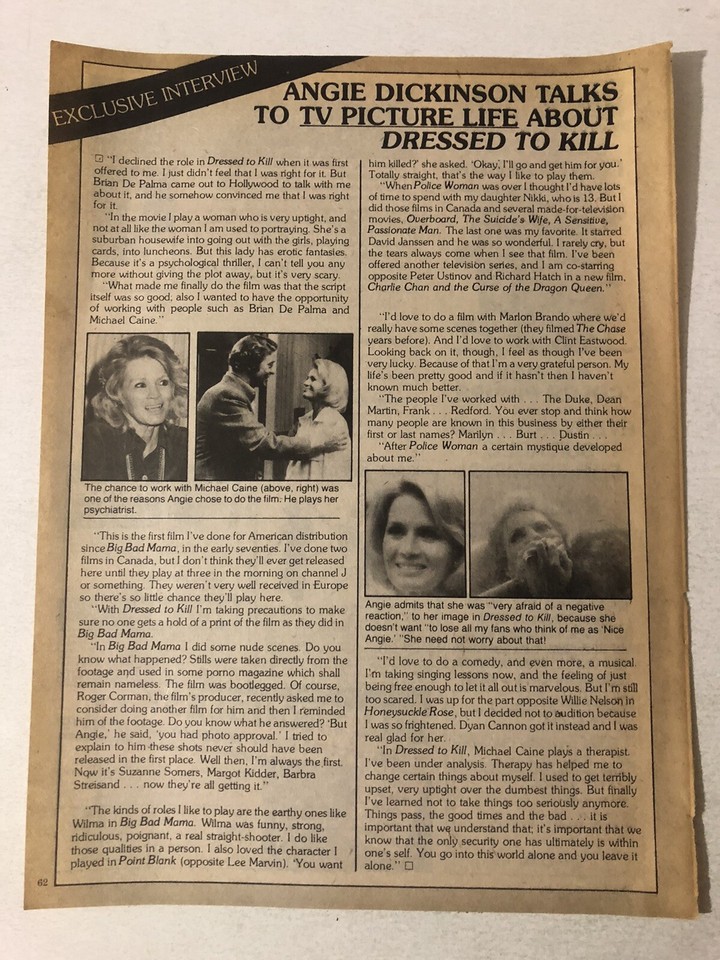 EXCLUSIVE INTERVIEW
ANGIE DICKINSON TALKS
TO TV PICTURE LIFE ABOUT
DRESSED TO KILL
"I declined the role in Dressed to Kill when it was first
offered to me. I just didn't feel that I was right for it. But
Brian De Palma came out to Hollywood to talk with me
about it, and he somehow convinced me that I was right
for it.
"In the movie I play a woman who is very uptight, and
not at all like the woman I am used to portraying. She's a
suburban housewife into going out with the girls, playing
cards, into luncheons. But this lady has erotic fantasies.
Because it's a psychological thriller, I can't tell you any
more without giving the plot away, but it's very scary.
"What made me finally do the film was that the script
itself was so good; also I wanted to have the opportunity
of working with people such as Brian De Palma and
Michael Caine."
The chance to work with Michael Caine (above, right) was
one of the reasons Angie chose to do the film. He plays her
psychiatrist.
"This is the first film I've done for American distribution
since Big Bad Mama, in the early seventies. I've done two
films in Canada, but I don't think they'll ever get released
here until they play at three in the morning on channel J
or something. They weren't very well received in Europe
so there's so little chance they'll play here.
"With Dressed to Kill I'm taking precautions to make
sure no one gets a hold of a print of the film as they did in
Big Bad Mama.
"In Big Bad Mama I did some nude scenes. Do you
know what happened? Stills were taken directly from the
footage and used in some porno magazine which shall
remain nameless. The film was bootlegged. Of course,
Roger Corman, the film's producer, recently asked me to
consider doing another film for him and then I reminded
him of the footage. Do you know what he answered? 'But
Angie,' he said, 'you had photo approval.' I tried to
explain to him these shots never should have been
released in the first place. Well then, I'm always the first.
Now it's Suzanne Somers, Margot Kidder, Barbra
Streisand . . . now they're all getting it."
"The kinds of roles I like to play are the earthy ones like
Wilma in Big Bad Mama. Wilma was funny, strong,
ridiculous, poignant, a real straight-shooter. I do like
those qualities in a person. I also loved the character I
played in Point Blank (opposite Lee Marvin). 'You want
him killed?' she asked. 'Okay, I'll go and get him for you.'
Totally straight, that's the way I like to play them.
"When Police Woman was over I thought I'd have lots
of time to spend with my daughter Nikki, who is 13. But I
did those films in Canada and several made-for-television
movies, Overboard, The Suicide's Wife, A Sensitive,
Passionate Man. The last one was my favorite. It starred
David Janssen and he was so wonderful. I rarely cry, but
the tears always come when I see that film. I've been
offered another television series, and I am co-starring
opposite Peter Ustinov and Richard Hatch in a new film,
Charlie Chan and the Curse of the Dragon Queen."
"I'd love to do a film with Marlon Brando where we'd
really have some scenes together (they filmed The Chase
years before). And I'd love to work with Clint Eastwood.
Looking back on it, though, I feel as though I've been
very lucky. Because of that I'm a very grateful person. My
life's been pretty good and if it hasn't then I haven't
known much better.
"The people I've worked with . . . The Duke, Dean
Martin, Frank . . . Redford. You ever stop and think how
many people are known in this business by either their
first or last names? Marilyn . . . Burt . . . Dustin . . .
"After Police Woman a certain mystique developed
about me."
Angie admits that she was "very afraid of a negative
reaction," to her image in Dressed to Kill, because she
doesn't want "to lose all my fans who think of me as 'Nice
Angie.' "She need not worry about that!
"I'd love to do a comedy, and even more, a musical.
I'm taking singing lessons now, and the feeling of just
being free enough to let it all out is marvelous. But I'm still
too scared. I was up for the part opposite Willie Nelson in
Honeysuckle Rose, but I decided not to audition because
I was so frightened. Dyan Cannon got it instead and I was
real glad for her.
"In Dressed to Kill, Michael Caine plays a therapist.
I've been under analysis. Therapy has helped me to
change certain things about myself. I used to get terribly
upset, very uptight over the dumbest things. But finally
I've learned not to take things too seriously anymore.
Things pass, the good times and the bad . . . it is
important that we understand that; it's important that we
know that the only security one has ultimately is within
one's self. You go into this world alone and you leave it
alone."
62